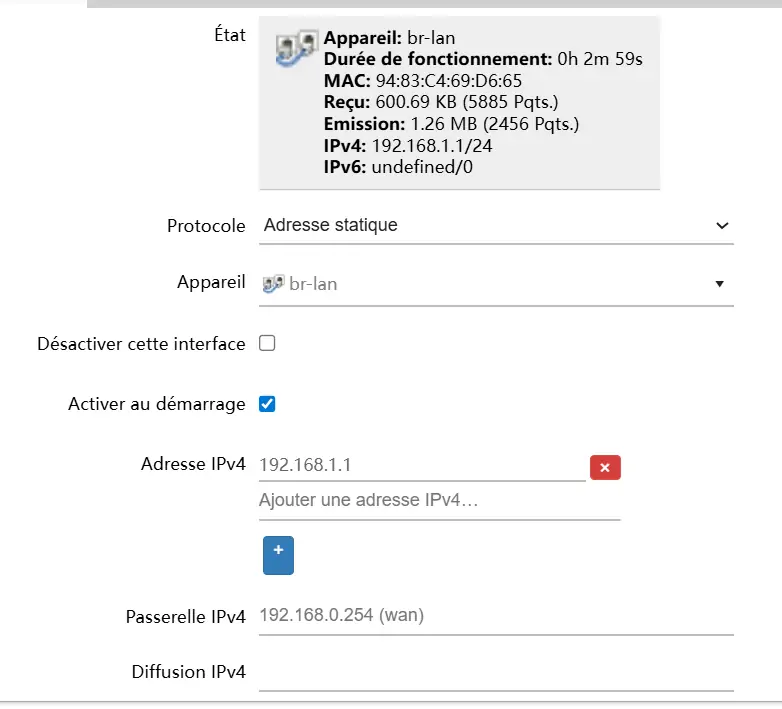 État
Appareil: br-lan
Durée de fonctionnement: 0h 2m 59s
MAC: 94:83:C4:69:D6:65
Reçu: 600.69 KB (5885 Pqts.)
Emission: 1.26 MB (2456 Pqts.)
IPv4: 192.168.1.1/24
IPv6: undefined/0
Protocole Adresse statique
Appareil br-lan
Désactiver cette interface
Activer au démarrage
Adresse IPv4 192.168.1.1 ×
Ajouter une adresse IPv4…
+
Passerelle IPv4 192.168.0.254 (wan)
Diffusion IPv4